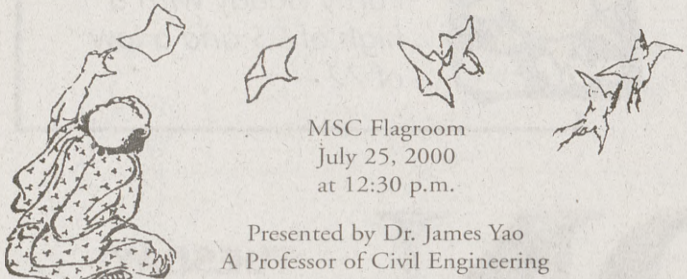 MSC Flagroom
July 25, 2000
at 12:30 p.m.
Presented by Dr. James Yao
A Professor of Civil Engineering